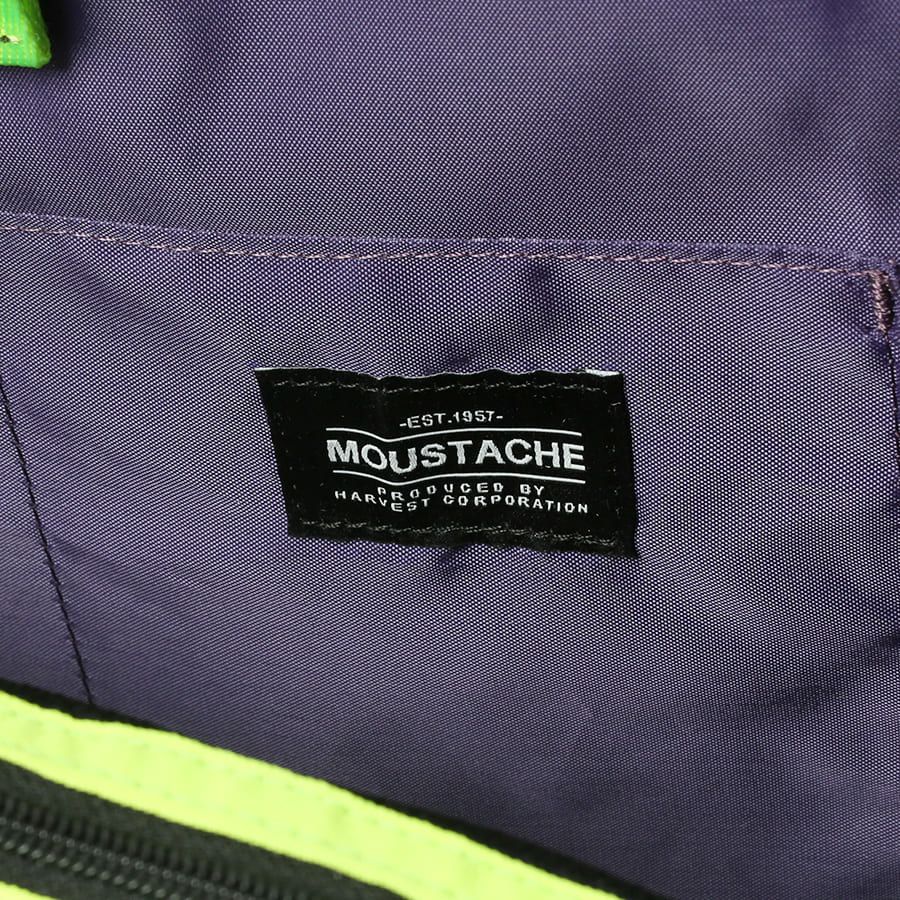 -EST.1957-
MOUSTACHE
PRODUCED BY
HARVEST CORPORATION